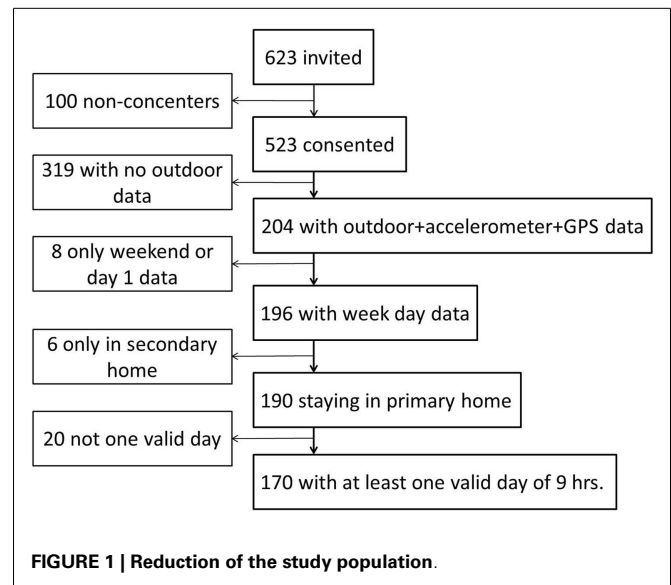 623 invited
100 non-concenters
523 consented
319 with no outdoor
data
204 with outdoor+accelerometer+GPS data
8 only weekend or
day 1 data
196 with week day data
6 only in secondary
home
190 staying in primary home
20 not one valid day
170 with at least one valid day of 9 hrs.
FIGURE 1 | Reduction of the study population.